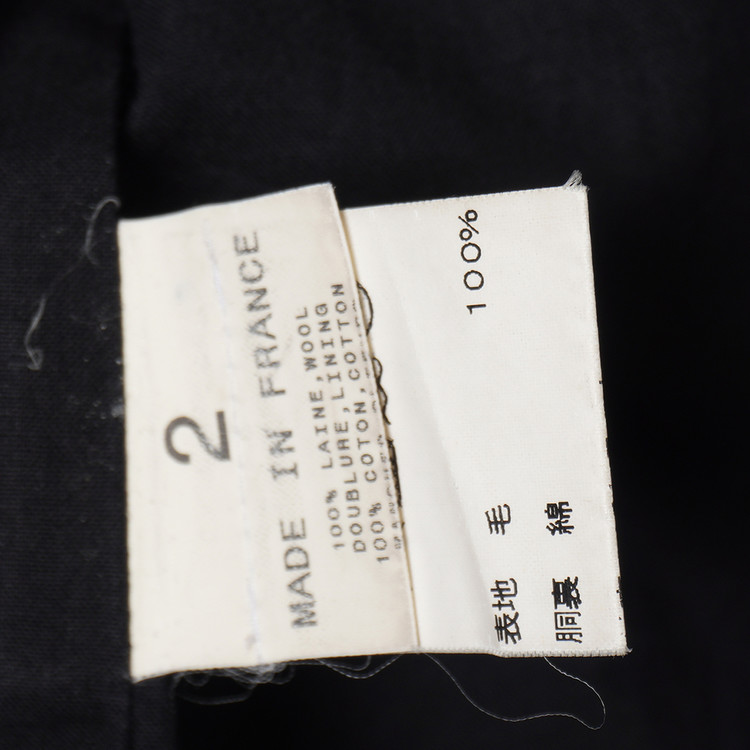 2
MADE IN FRANCE
100% LAINE,WOOL
DOUBLURE,LINING
100% COTON,COTTON
表地 毛 100%
胴裏 綿